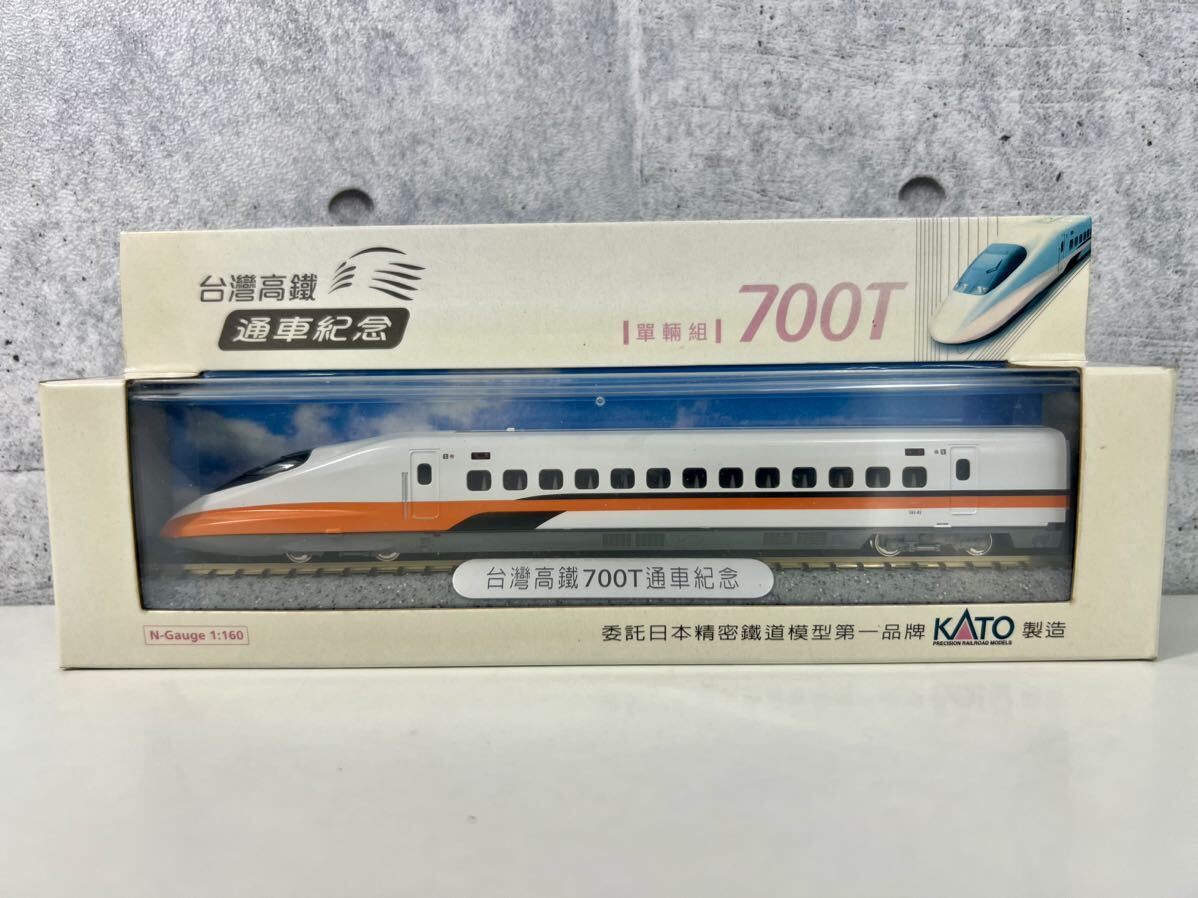 台灣高鐵
通車紀念
單輛組 700T
台灣高鐵700T通車紀念
N-Gauge 1:160
委託日本精密鐵道模型第一品牌 KATO 製造
PRECISION RAILROAD MODELS